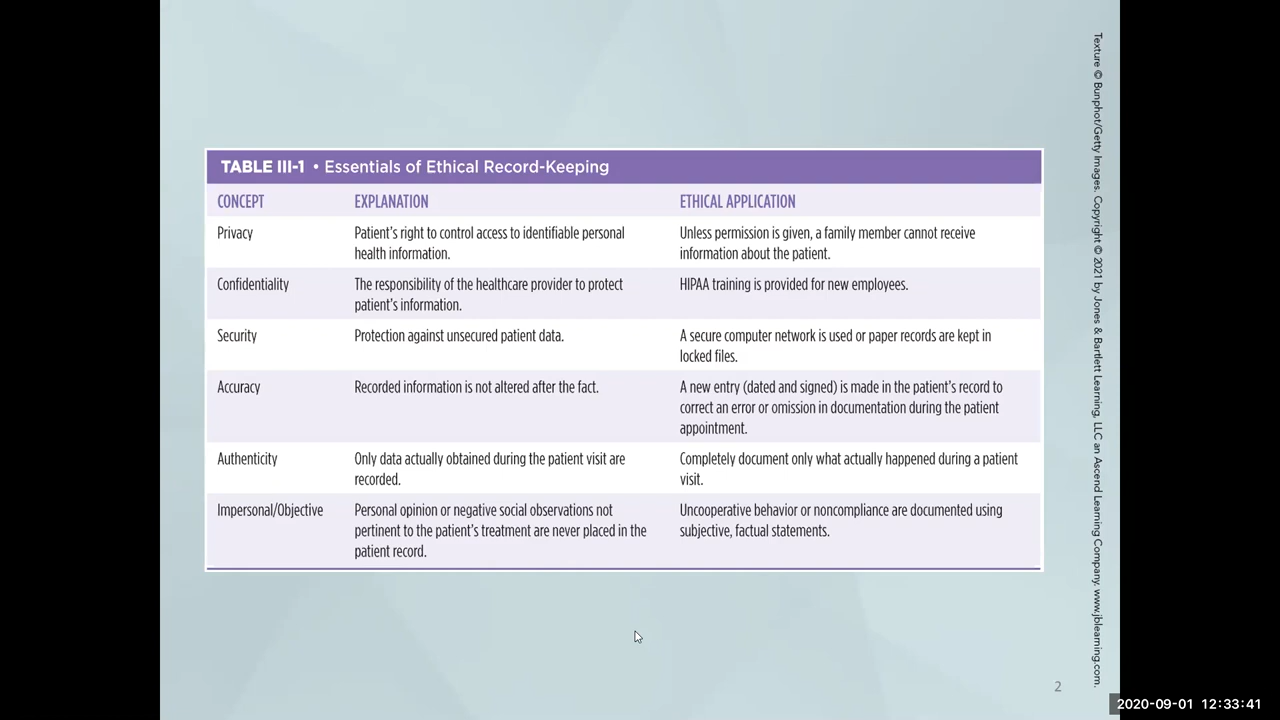 TABLE III-1 • Essentials of Ethical Record-Keeping
CONCEPT EXPLANATION ETHICAL APPLICATION
Privacy Patient's right to control access to identifiable personal Unless permission is given, a family member cannot receive
health information. information about the patient.
Confidentiality The responsibility of the healthcare provider to protect HIPAA training is provided for new employees.
patient's information.
Security Protection against unsecured patient data. A secure computer network is used or paper records are kept in
locked files.
Accuracy Recorded information is not altered after the fact. A new entry (dated and signed) is made in the patient's record to
correct an error or omission in documentation during the patient
appointment.
Authenticity Only data actually obtained during the patient visit are Completely document only what actually happened during a patient
recorded. visit.
Impersonal/Objective Personal opinion or negative social observations not Uncooperative behavior or noncompliance are documented using
pertinent to the patient's treatment are never placed in the subjective, factual statements.
patient record.
Texture © Bunphot/Getty Images. Copyright © 2021 by Jones & Bartlett Learning, LLC an Ascend Learning Company. www.jblearning.com.
2
2020-09-01 12:33:41